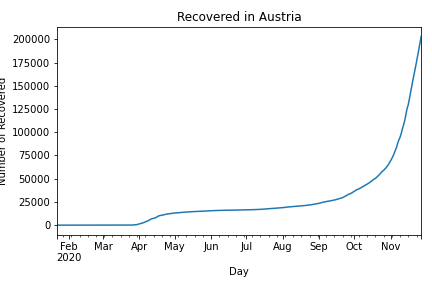 Recovered in Austria
Number of Recovered
200000
175000
150000
125000
100000
75000
50000
25000
0
Feb Mar Apr May Jun Jul Aug Sep Oct Nov
2020
Day